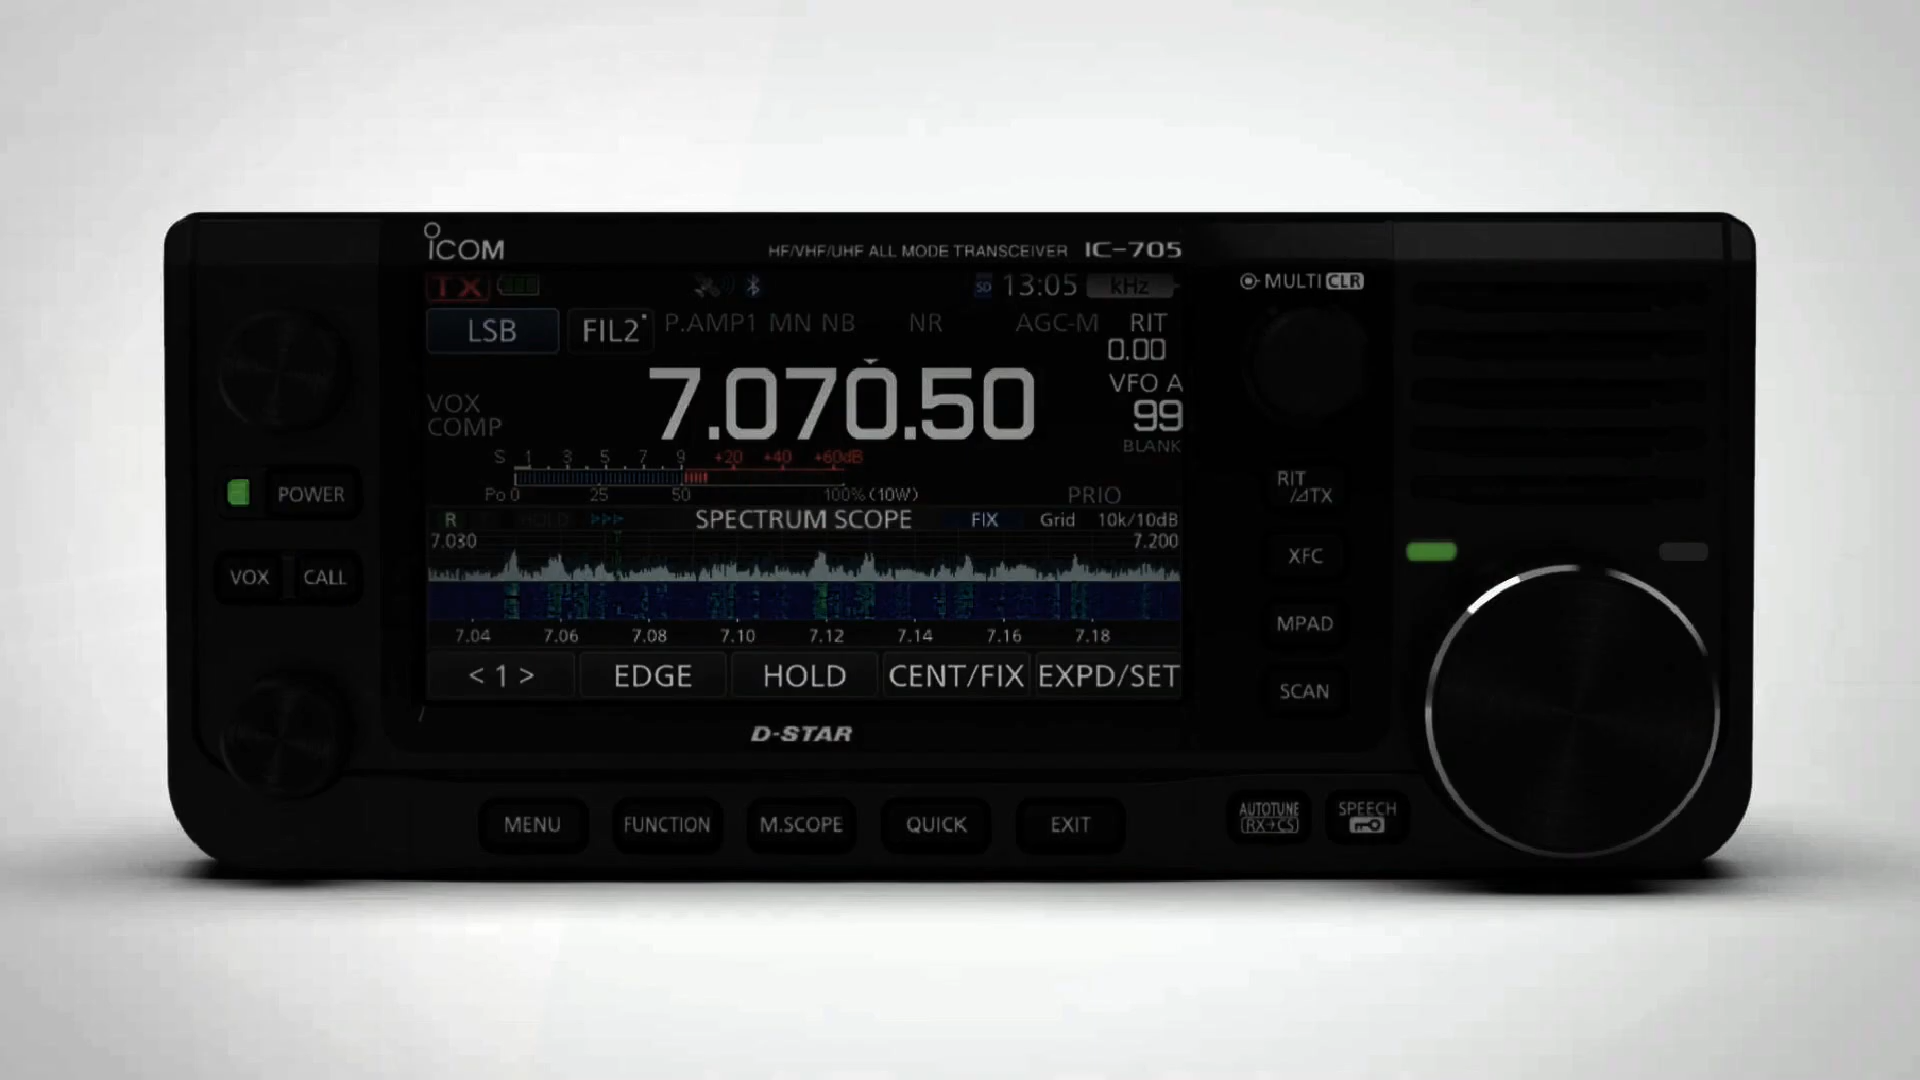 ICOM
HF/VHF/UHF ALL MODE TRANSCEIVER IC-705
TX SD 13:05 kHz
LSB FIL2 P.AMP1 MN NB NR AGC-M RIT
0.00
VFO A
7.070.50 99
VOX
COMP
BLANK
S 1 3 5 7 9 +20 +40 +60dB
Po 0 25 50 100% (10W) PRIO
R HOLD SPECTRUM SCOPE FIX Grid 10k/10dB
7.030 7.200
7.04 7.06 7.08 7.10 7.12 7.14 7.16 7.18
< 1 > EDGE HOLD CENT/FIX EXPD/SET
D-STAR
POWER
VOX CALL
MULTI CLR
RIT
/⊿TX
XFC
MPAD
SCAN
MENU FUNCTION M.SCOPE QUICK EXIT
AUTOTUNE
RX→CS
SPEECH